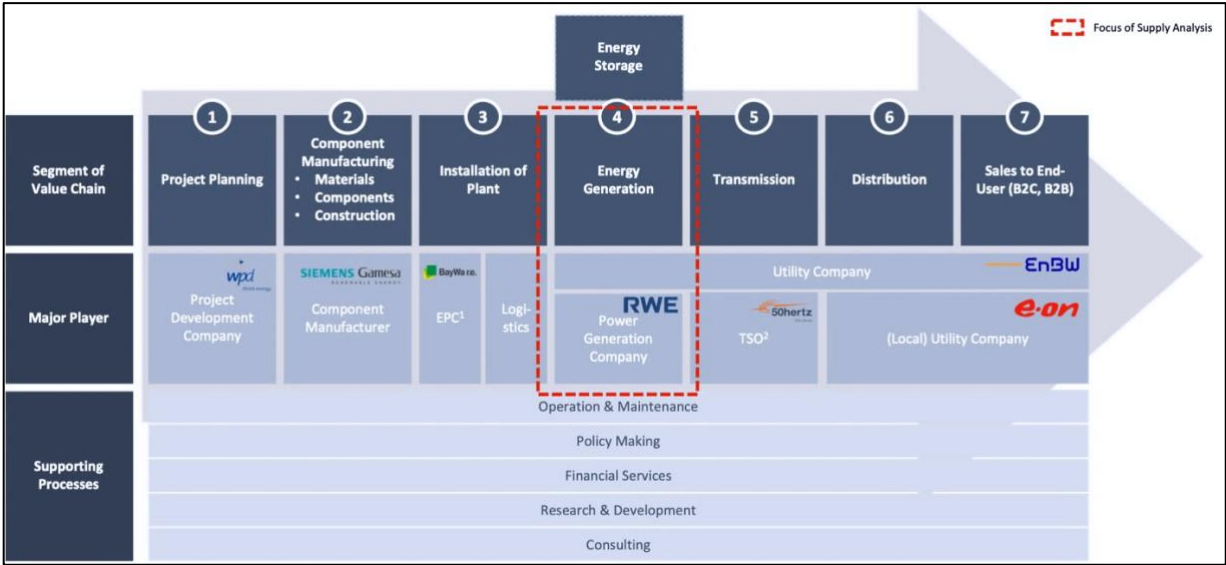 Focus of Supply Analysis
Energy
Storage
1
2
3
4
5
6
7
Segment of
Value Chain
Project Planning
Component
Manufacturing
• Materials
• Components
• Construction
Installation of
Plant
Energy
Generation
Transmission
Distribution
Sales to End-
User (B2C, B2B)
Major Player
wpd
Project
Development
Company
SIEMENS Gamesa
RENEWABLE ENERGY
Component
Manufacturer
BayWa r.e.
EPC¹
Logi-
stics
Utility Company
EnBW
RWE
Power
Generation
Company
50hertz
TSO²
e·on
(Local) Utility Company
Supporting
Processes
Operation & Maintenance
Policy Making
Financial Services
Research & Development
Consulting